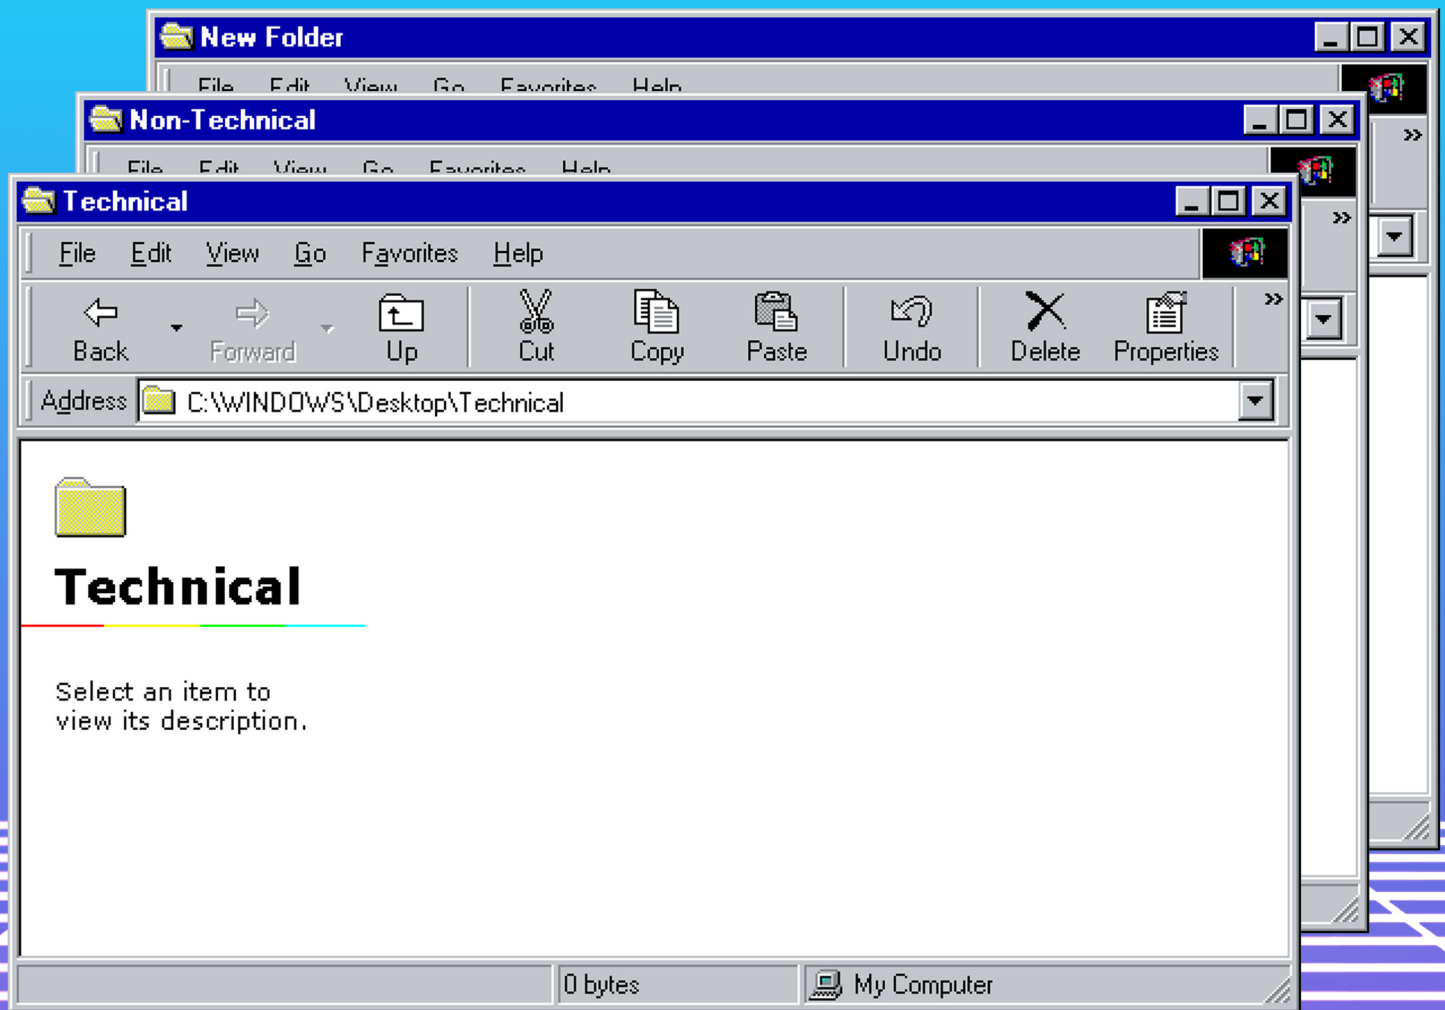 New Folder
File Edit View Go Favorites Help
Non-Technical
File Edit View Go Favorites Help
Technical
File Edit View Go Favorites Help
Back Forward Up Cut Copy Paste Undo Delete Properties
Address C:\WINDOWS\Desktop\Technical
Technical
Select an item to
view its description.
0 bytes My Computer